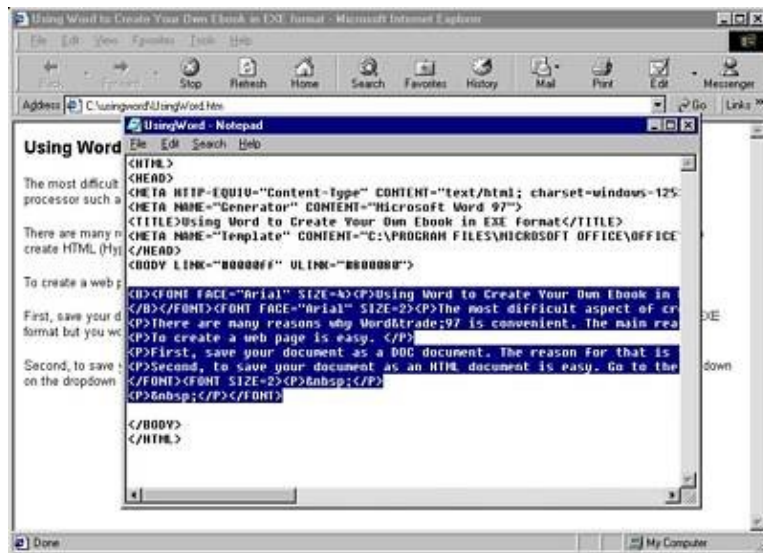 Using Word to Create Your Own Ebook in EXE format - Microsoft Internet Explorer
File Edit View Favorites Tools Help
Back Forward Stop Refresh Home Search Favorites History Mail Print Edit Messenger
Address C:\usingword\UsingWord.htm Go Links »
UsingWord - Notepad
File Edit Search Help
Using Word
The most difficult
processor such a
There are many
create HTML (Hy
To create a web p
First, save your d
format but you wo
Second, to save
on the dropdown
EXE
down
<HTML>
<HEAD>
<META HTTP-EQUIV="Content-Type" CONTENT="text/html; charset=windows-125
<META NAME="Generator" CONTENT="Microsoft Word 97">
<TITLE>Using Word to Create Your Own Ebook in EXE format</TITLE>
<META NAME="Template" CONTENT="C:\PROGRAM FILES\MICROSOFT OFFICE\OFFICE
</HEAD>
<BODY LINK="#0000ff" VLINK="#800080">
<B><FONT FACE="Arial" SIZE=4><P>Using Word to Create Your Own Ebook in
</B></FONT><FONT FACE="Arial" SIZE=2><P>The most difficult aspect of cr
<P>There are many reasons why Word&trade;97 is convenient. The main rea
<P>To create a web page is easy. </P>
<P>First, save your document as a DOC document. The reason for that is
<P>Second, to save your document as an HTML document is easy. Go to the
</FONT><FONT SIZE=2><P>&nbsp;</P>
<P>&nbsp;</P></FONT>
</BODY>
</HTML>
Done My Computer